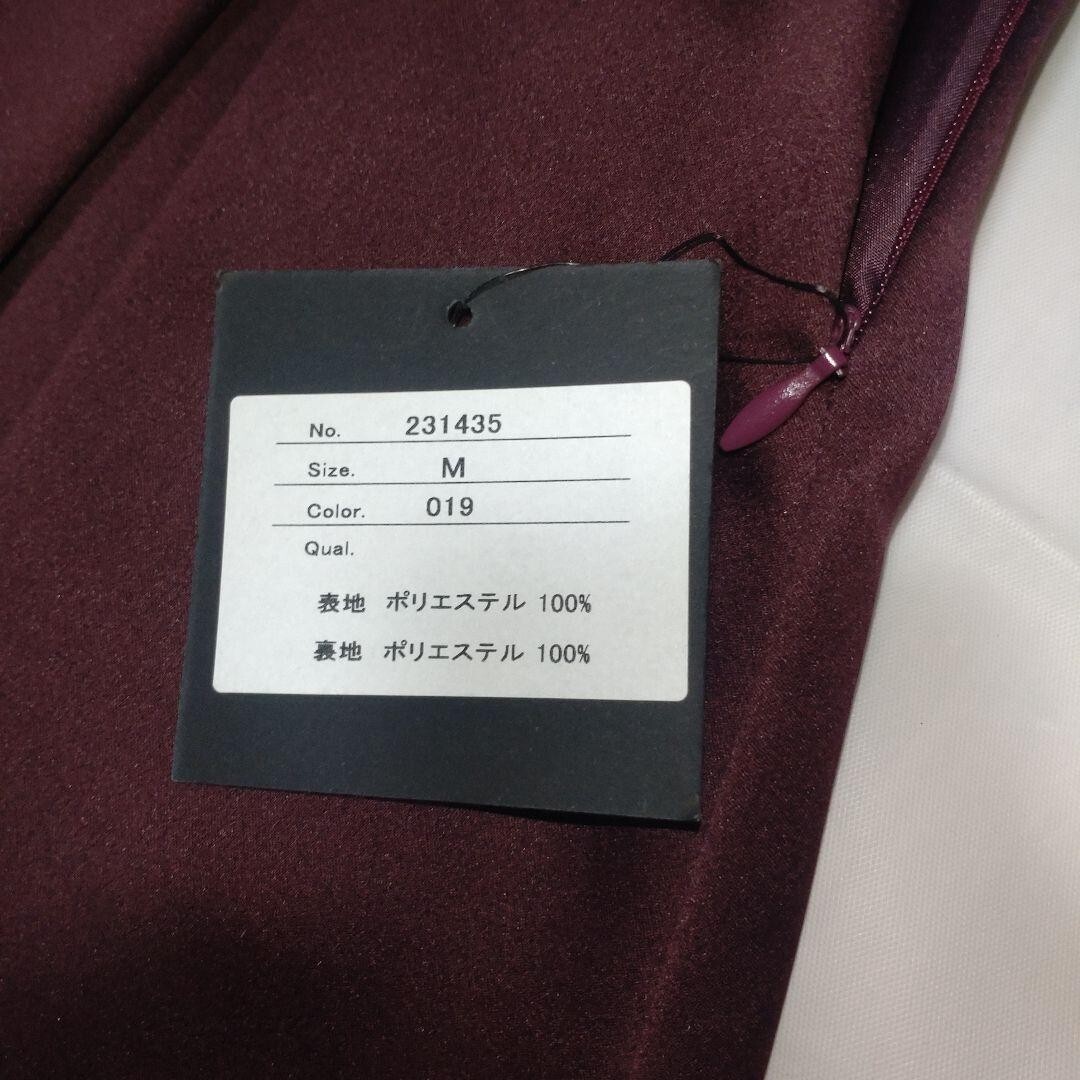 No. 231435
Size. M
Color. 019
Qual.
表地 ポリエステル 100%
裏地 ポリエステル 100%